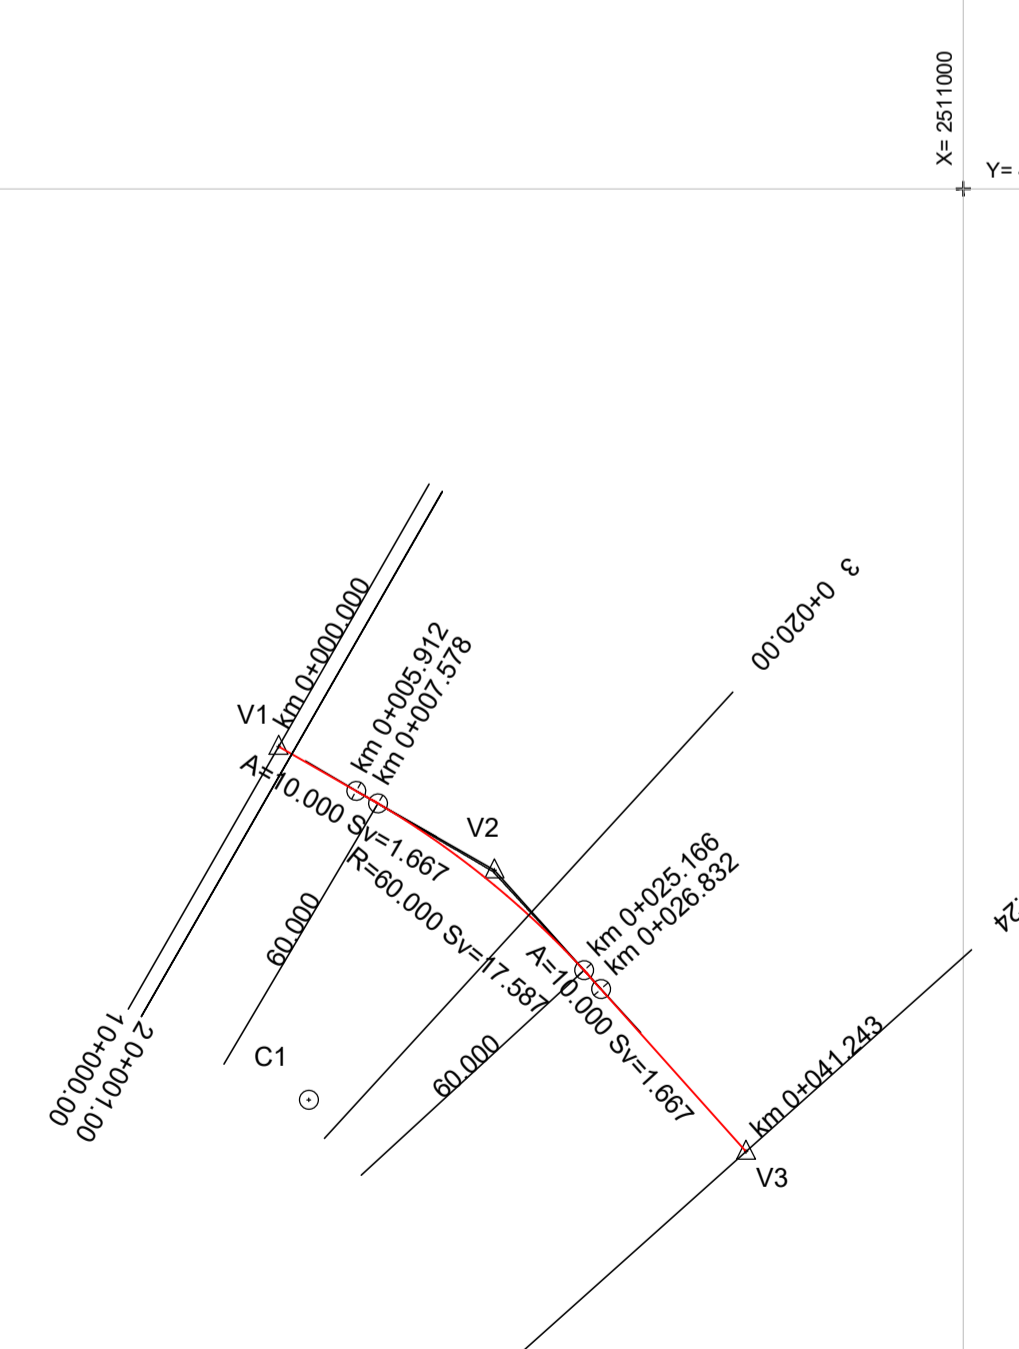 X= 2511000
Y=
3 0+020.00
km 0+000.000
km 0+005.912
km 0+007.578
V1
A=10.000 Sv=1.667
V2
R=60.000 Sv=17.587
km 0+025.166
km 0+026.832
60.000
A=10.000 Sv=1.667
.24
1 0+000.00
2 0+001.00
C1
60.000
km 0+041.243
V3